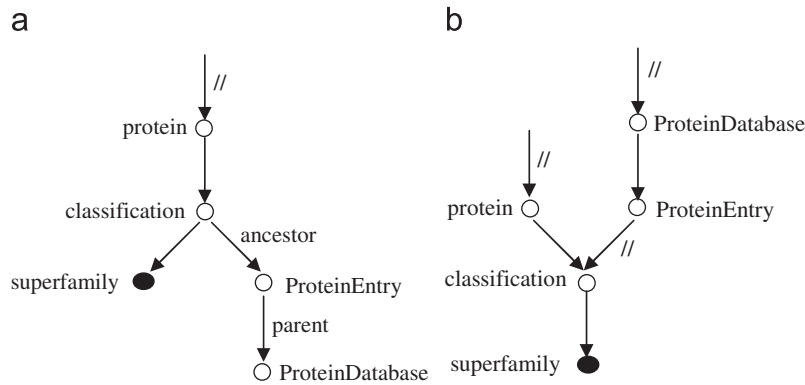 a
//
protein
classification
ancestor
superfamily
ProteinEntry
parent
ProteinDatabase
b
//
ProteinDatabase
//
protein
ProteinEntry
//
classification
superfamily